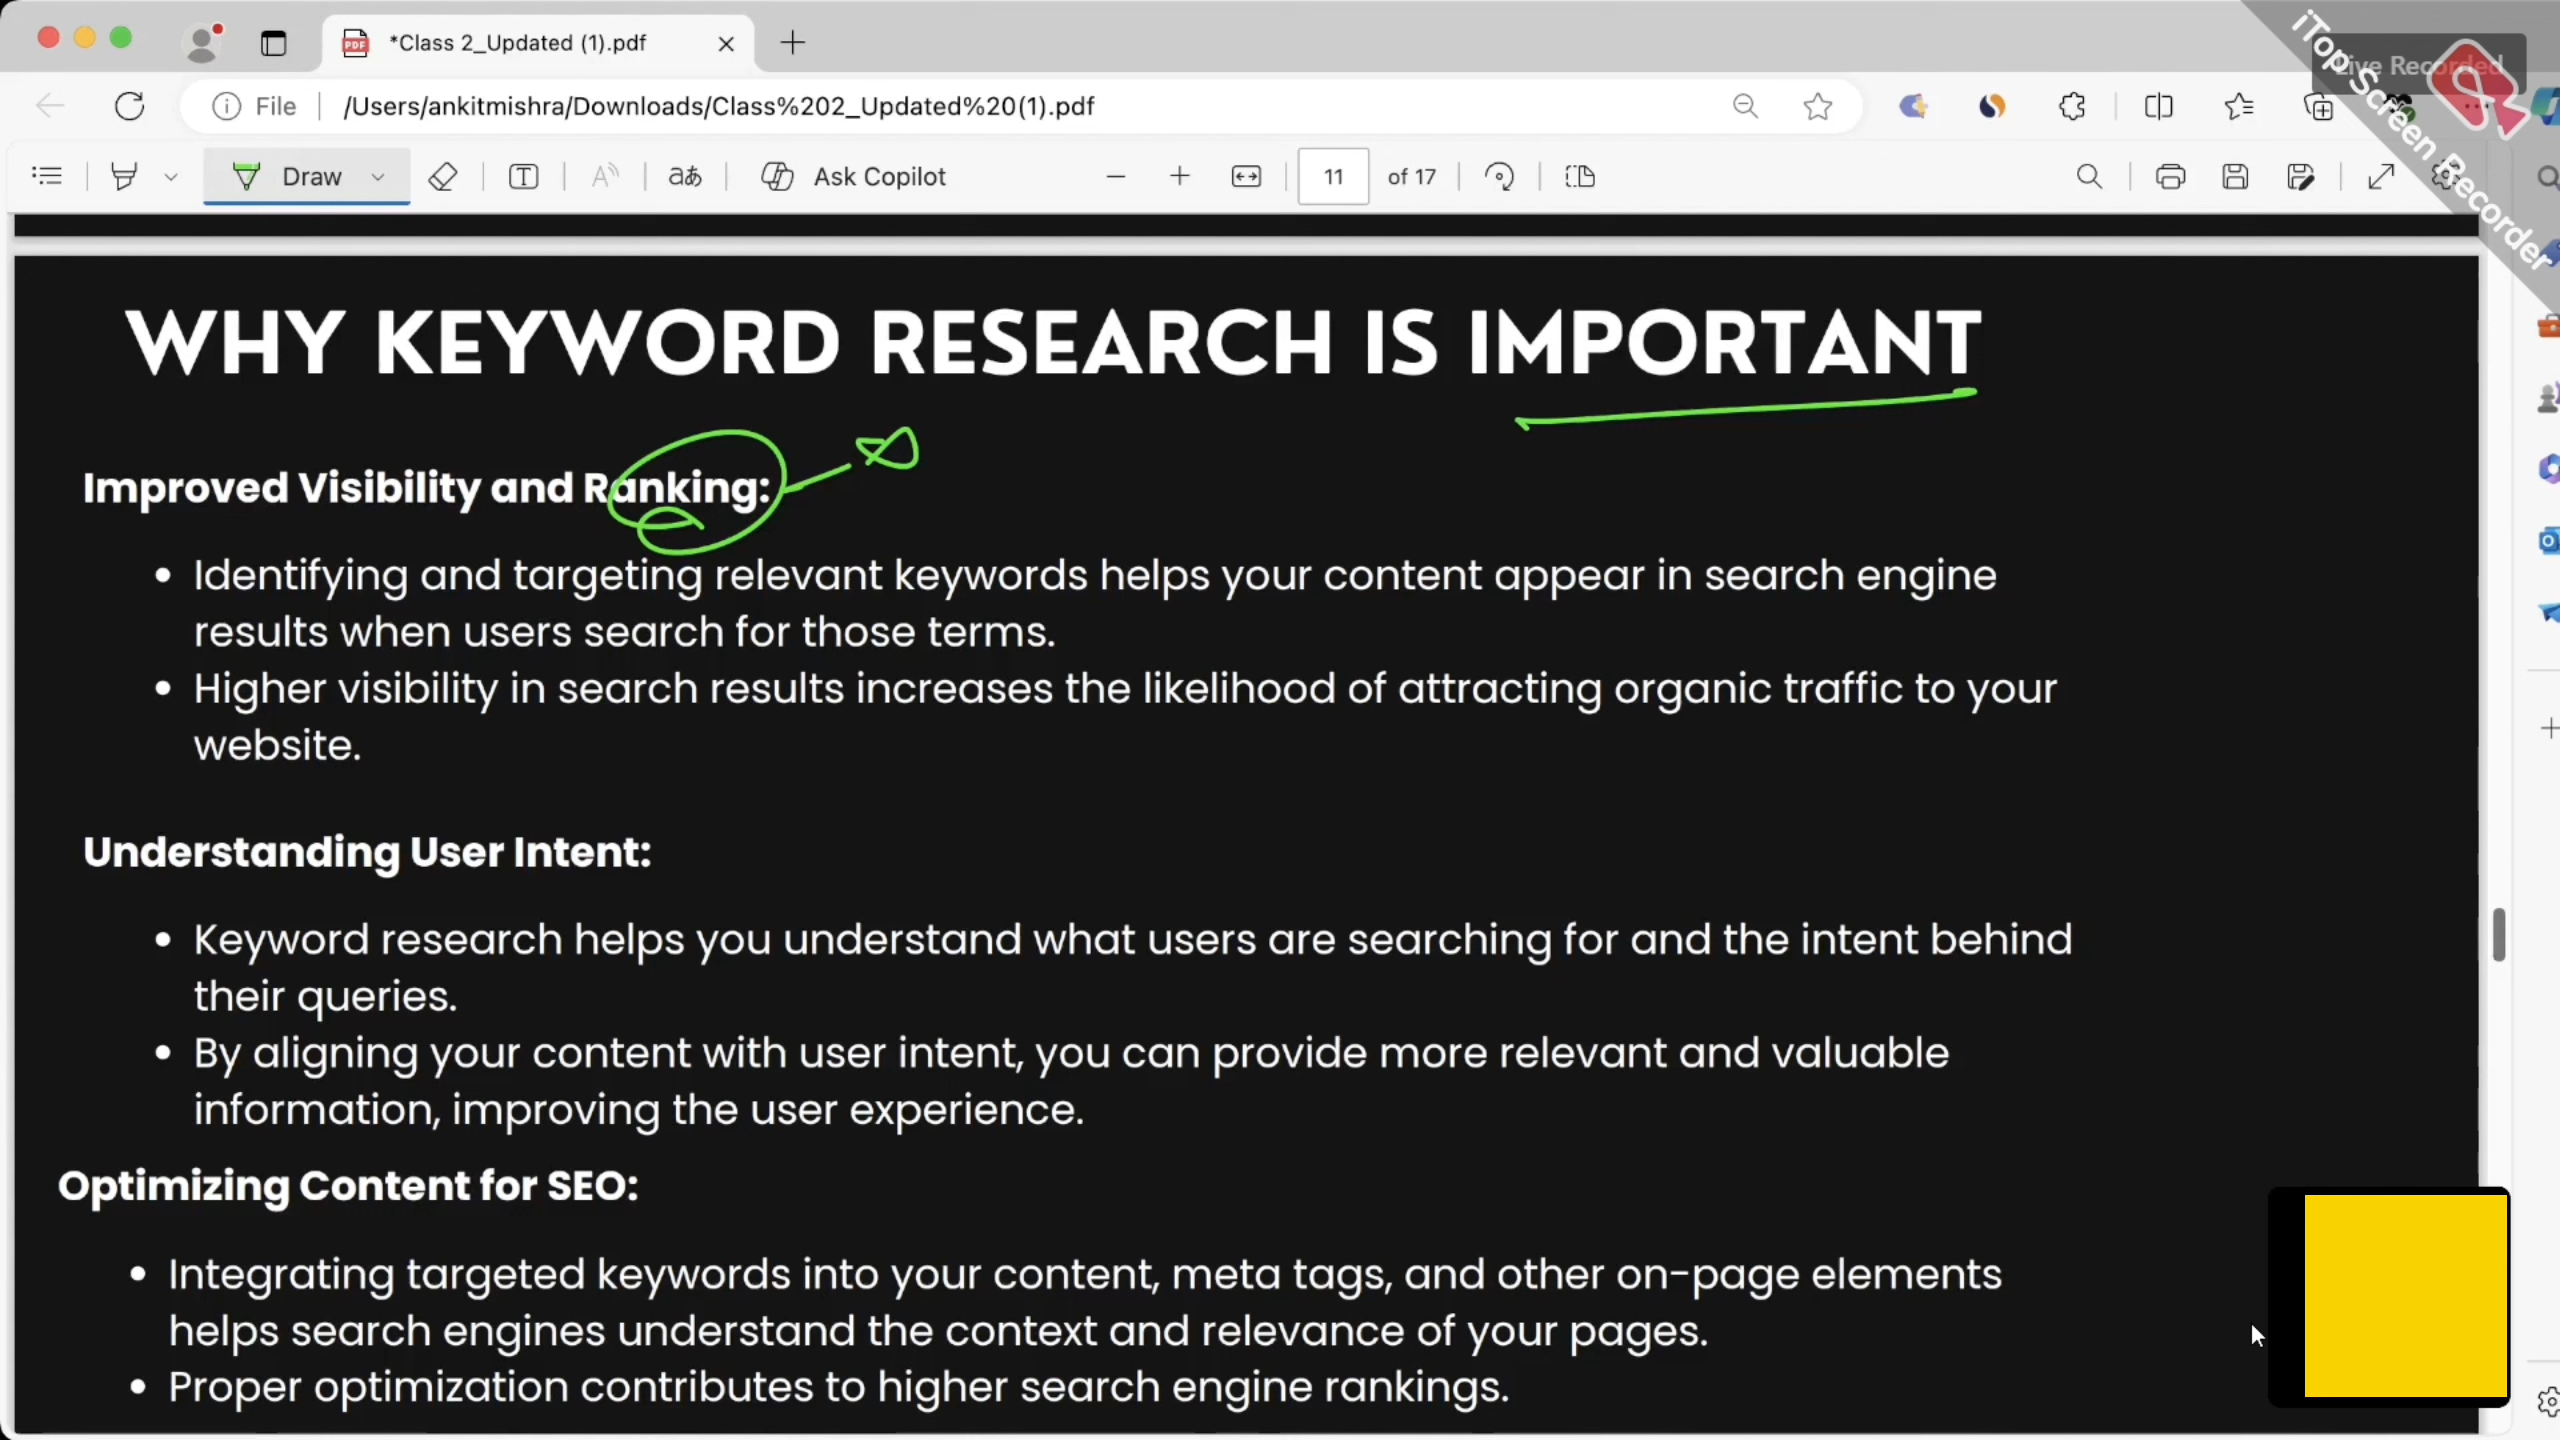 *Class 2_Updated (1).pdf
File
/Users/ankitmishra/Downloads/Class%202_Updated%20(1).pdf
Live Recorded
iTop Screen Recorder
Draw
Ask Copilot
11 of 17
WHY KEYWORD RESEARCH IS IMPORTANT
Improved Visibility and Ranking:
• Identifying and targeting relevant keywords helps your content appear in search engine
results when users search for those terms.
• Higher visibility in search results increases the likelihood of attracting organic traffic to your
website.
Understanding User Intent:
• Keyword research helps you understand what users are searching for and the intent behind
their queries.
• By aligning your content with user intent, you can provide more relevant and valuable
information, improving the user experience.
Optimizing Content for SEO:
• Integrating targeted keywords into your content, meta tags, and other on-page elements
helps search engines understand the context and relevance of your pages.
• Proper optimization contributes to higher search engine rankings.